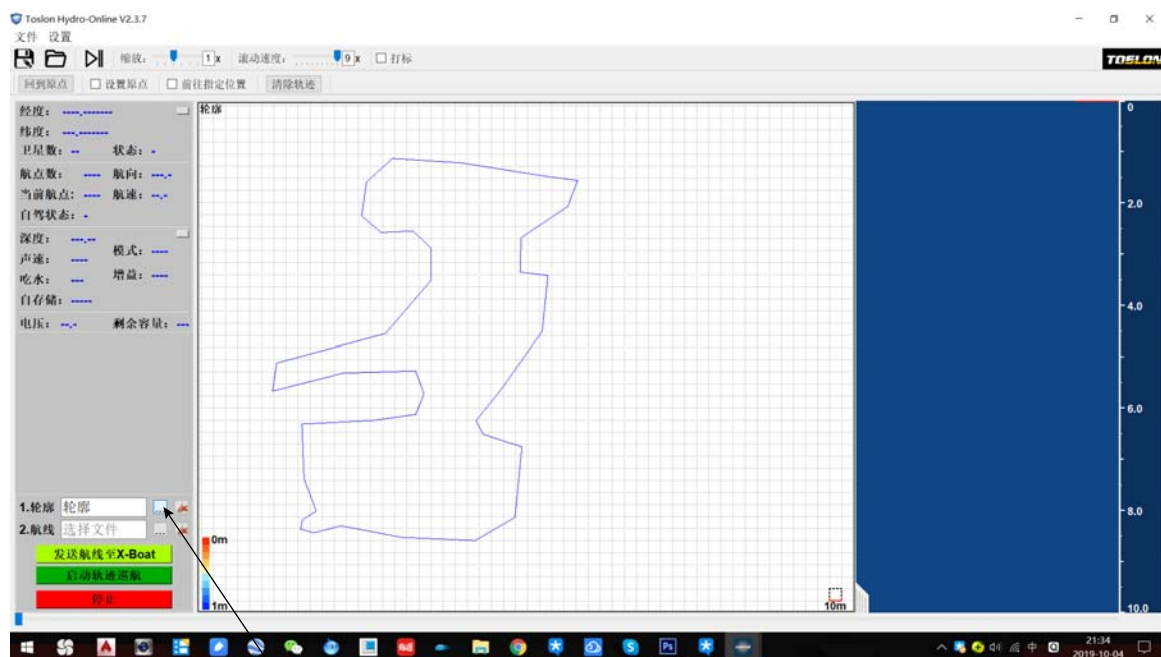 Toslon Hydro-Online V2.3.7
文件 设置
缩放: 1 x 滚动速度: 9 x 打标
TOSLON
回到原点 设置原点 前往指定位置 清除轨迹
经度: ----.-------
纬度: ---.-------
卫星数: -- 状态: -
航点数: ---- 航向: ---.-
当前航点: ---- 航速: --.-
自驾状态: -
深度: ---.--
模式: ----
声速: ----
增益: ----
吃水: ---
自存储: -----
电压: --.- 剩余容量: ---
1.轮廓 轮廓 ...
2.航线 选择文件 ...
发送航线至X-Boat
启动轨迹巡航
停止
轮廓
0m
1m
10m
0
2.0
4.0
6.0
8.0
10.0
Ps
中
21:34
2019-10-04